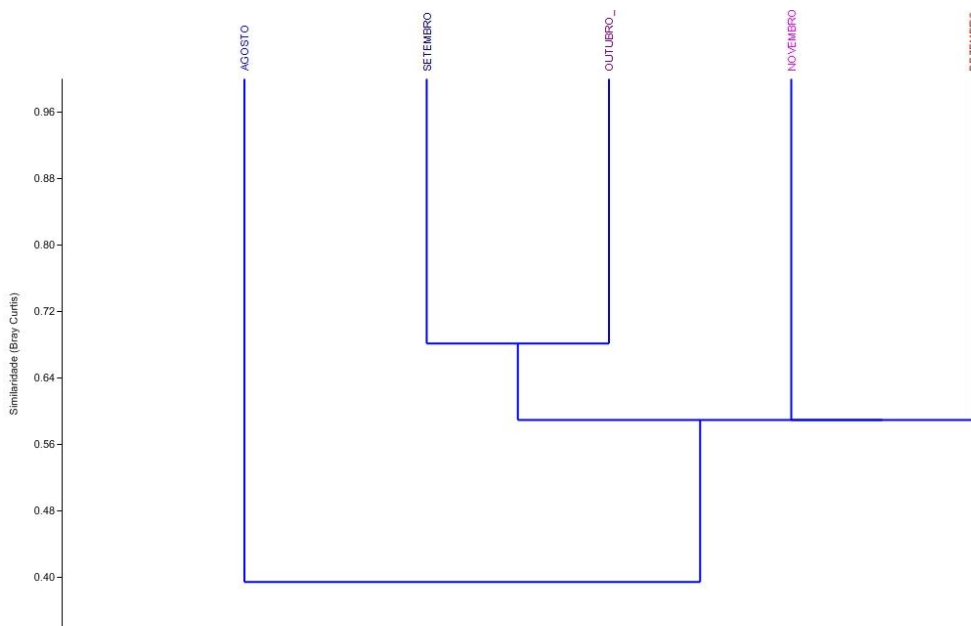 AGOSTO
SETEMBRO
OUTUBRO_
NOVEMBRO
DEZEMBRO
0.96
0.88
0.80
0.72
0.64
0.56
0.48
0.40
Similaridade (Bray Curtis)